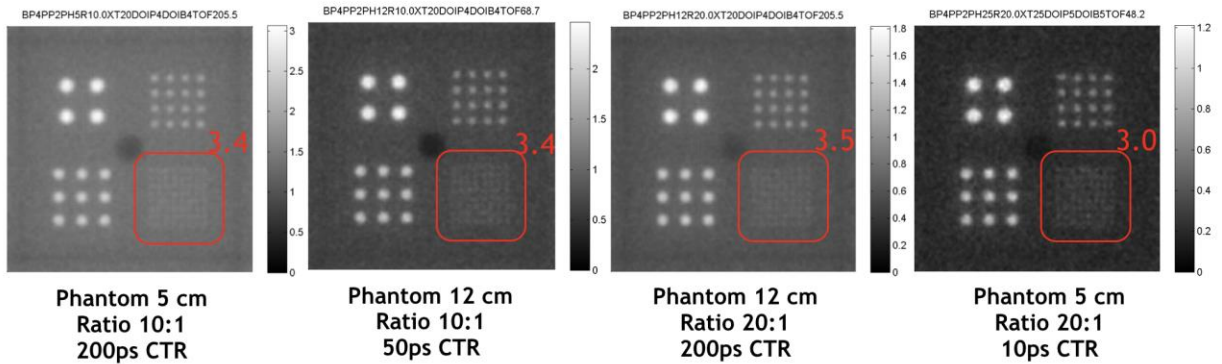 BP4PP2PH5R10.0XT20DOIP4DOIB4TOF205.5
3
2.5
2
1.5
1
0.5
0
3.4
Phantom 5 cm
Ratio 10:1
200ps CTR
BP4PP2PH12R10.0XT20DOIP4DOIB4TOF68.7
2
1.5
1
0.5
0
3.4
Phantom 12 cm
Ratio 10:1
50ps CTR
BP4PP2PH12R20.0XT20DOIP4DOIB4TOF205.5
1.8
1.6
1.4
1.2
1
0.8
0.6
0.4
0.2
0
3.5
Phantom 12 cm
Ratio 20:1
200ps CTR
BP4PP2PH25R20.0XT25DOIP5DOIB5TOF48.2
1.2
1
0.8
0.6
0.4
0.2
0
3.0
Phantom 5 cm
Ratio 20:1
10ps CTR